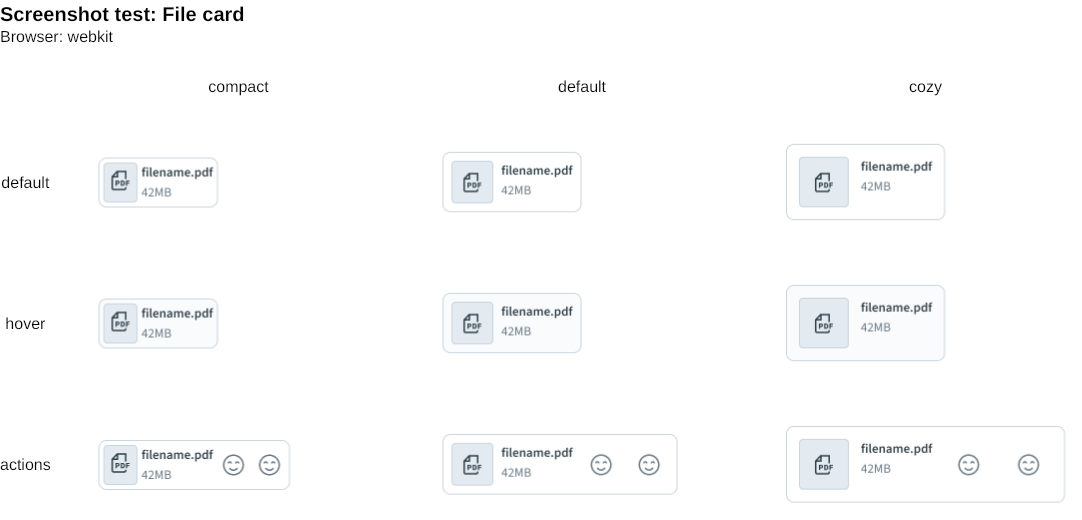 Screenshot test: File card
Browser: webkit
compact default cozy
default
PDF filename.pdf 42MB
PDF filename.pdf 42MB
PDF filename.pdf 42MB
hover
PDF filename.pdf 42MB
PDF filename.pdf 42MB
PDF filename.pdf 42MB
actions
PDF filename.pdf 42MB
PDF filename.pdf 42MB
PDF filename.pdf 42MB